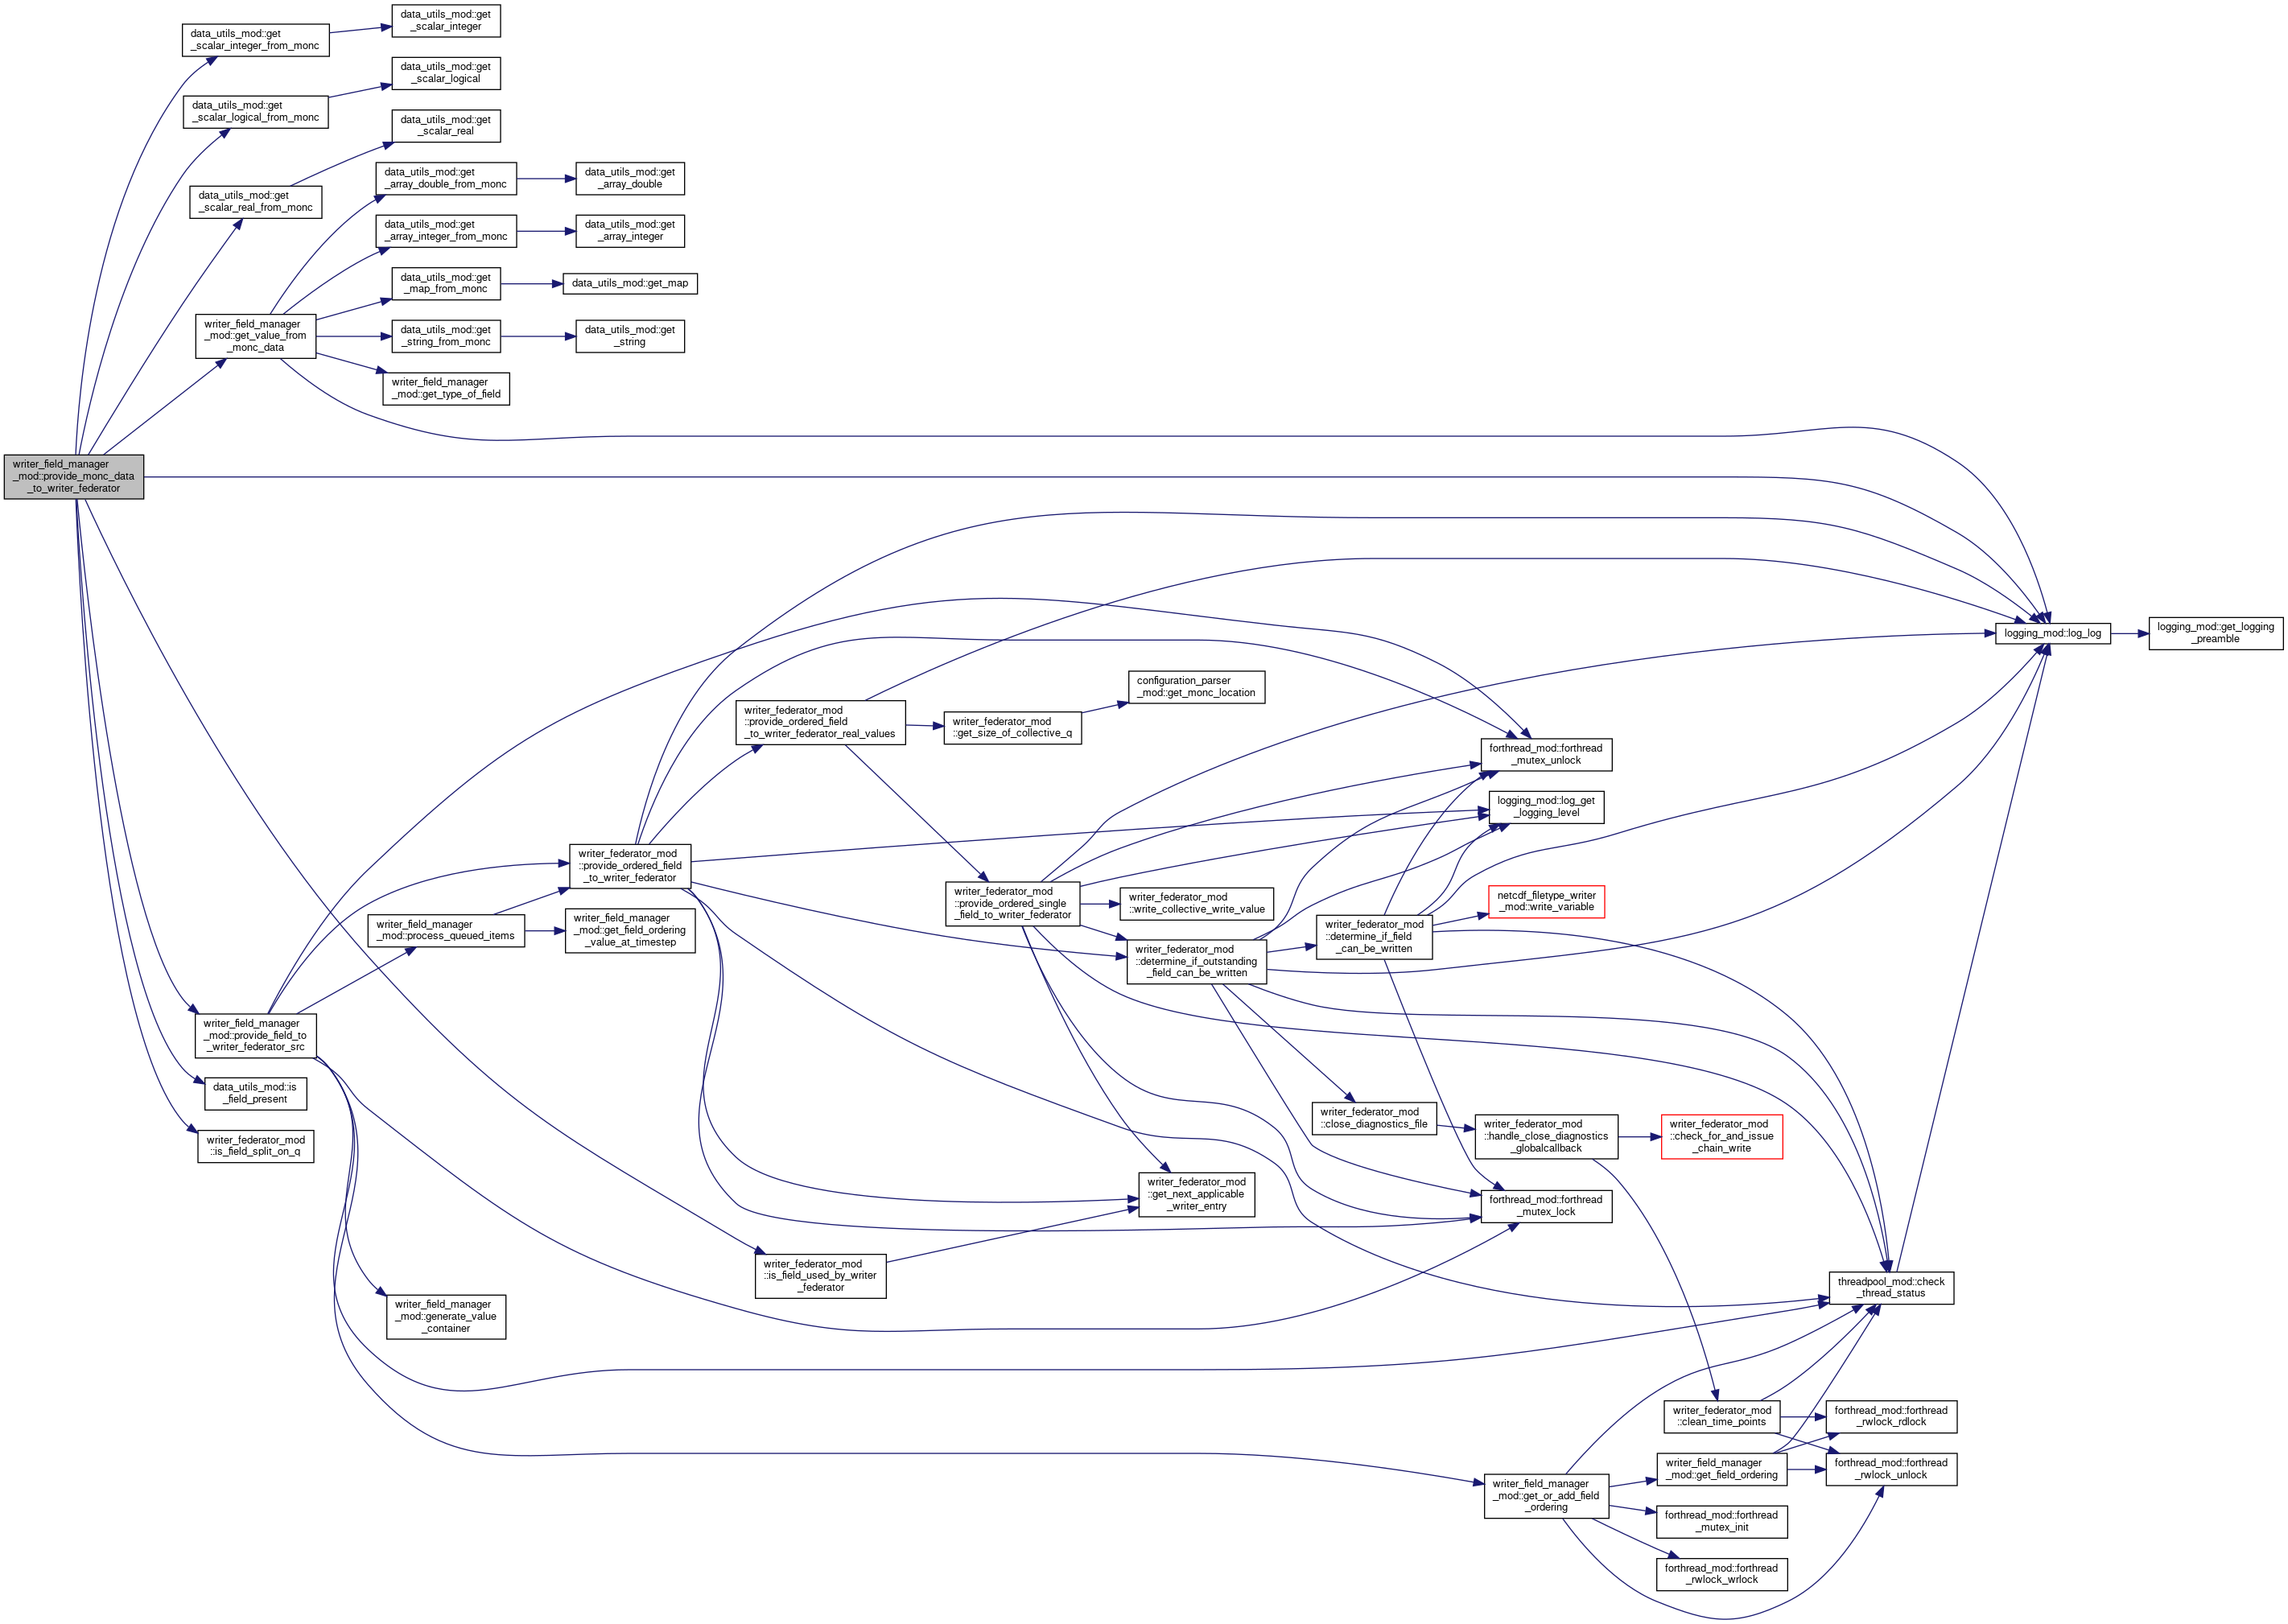 data_utils_mod::get
_scalar_integer_from_monc
data_utils_mod::get
_scalar_integer
data_utils_mod::get
_scalar_logical_from_monc
data_utils_mod::get
_scalar_logical
data_utils_mod::get
_scalar_real_from_monc
data_utils_mod::get
_scalar_real
data_utils_mod::get
_array_double_from_monc
data_utils_mod::get
_array_double
data_utils_mod::get
_array_integer_from_monc
data_utils_mod::get
_array_integer
data_utils_mod::get
_map_from_monc
data_utils_mod::get_map
writer_field_manager
_mod::get_value_from
_monc_data
data_utils_mod::get
_string_from_monc
data_utils_mod::get
_string
writer_field_manager
_mod::get_type_of_field
writer_field_manager
_mod::provide_monc_data
_to_writer_federator
logging_mod::log_log
logging_mod::get_logging
_preamble
configuration_parser
_mod::get_monc_location
writer_federator_mod
::provide_ordered_field
_to_writer_federator_real_values
writer_federator_mod
::get_size_of_collective_q
forthread_mod::forthread
_mutex_unlock
logging_mod::log_get
_logging_level
writer_federator_mod
::provide_ordered_field
_to_writer_federator
writer_federator_mod
::provide_ordered_single
_field_to_writer_federator
writer_federator_mod
::write_collective_write_value
netcdf_filetype_writer
_mod::write_variable
writer_field_manager
_mod::process_queued_items
writer_field_manager
_mod::get_field_ordering
_value_at_timestep
writer_federator_mod
::determine_if_field
_can_be_written
writer_federator_mod
::determine_if_outstanding
_field_can_be_written
writer_field_manager
_mod::provide_field_to
_writer_federator_src
data_utils_mod::is
_field_present
writer_federator_mod
::is_field_split_on_q
writer_federator_mod
::close_diagnostics_file
writer_federator_mod
::handle_close_diagnostics
_globalcallback
writer_federator_mod
::check_for_and_issue
_chain_write
writer_federator_mod
::get_next_applicable
_writer_entry
forthread_mod::forthread
_mutex_lock
writer_federator_mod
::is_field_used_by_writer
_federator
writer_field_manager
_mod::generate_value
_container
threadpool_mod::check
_thread_status
writer_federator_mod
::clean_time_points
forthread_mod::forthread
_rwlock_rdlock
writer_field_manager
_mod::get_field_ordering
forthread_mod::forthread
_rwlock_unlock
writer_field_manager
_mod::get_or_add_field
_ordering
forthread_mod::forthread
_mutex_init
forthread_mod::forthread
_rwlock_wrlock